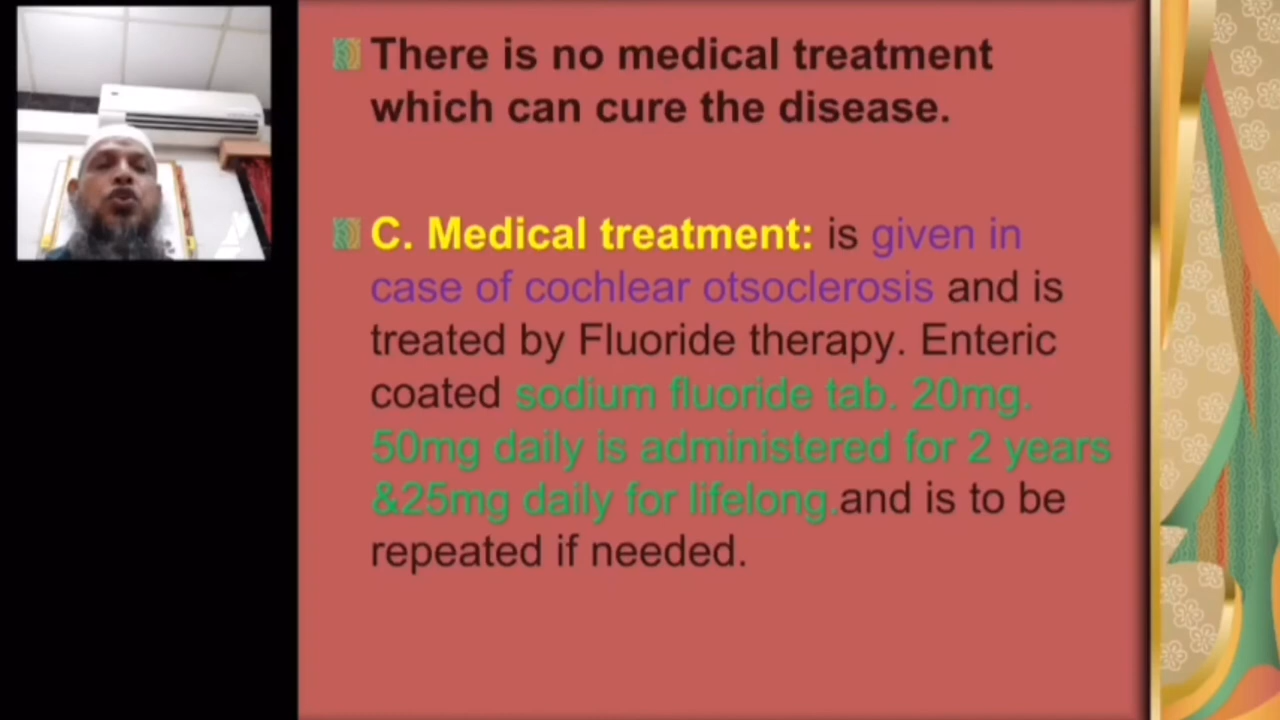 There is no medical treatment
which can cure the disease.
C. Medical treatment: is given in
case of cochlear otsoclerosis and is
treated by Fluoride therapy. Enteric
coated sodium fluoride tab. 20mg.
50mg daily is administered for 2 years
&25mg daily for lifelong.and is to be
repeated if needed.